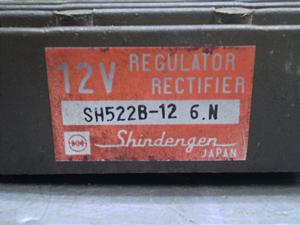 12V REGULATOR
RECTIFIER
SH522B-12 6.N
Shindengen
JAPAN